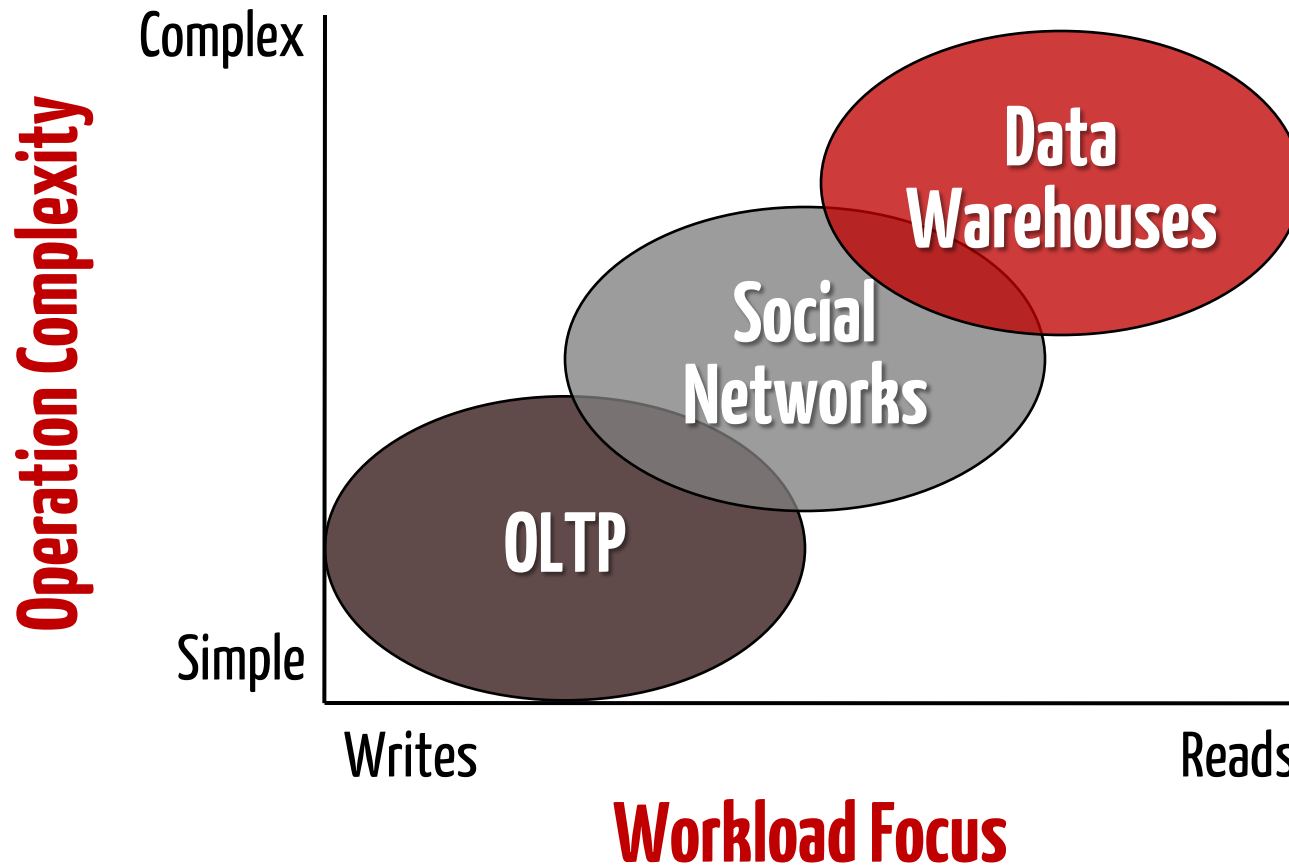 Complex
Operation Complexity
Data
Warehouses
Social
Networks
OLTP
Simple
Writes
Reads
Workload Focus